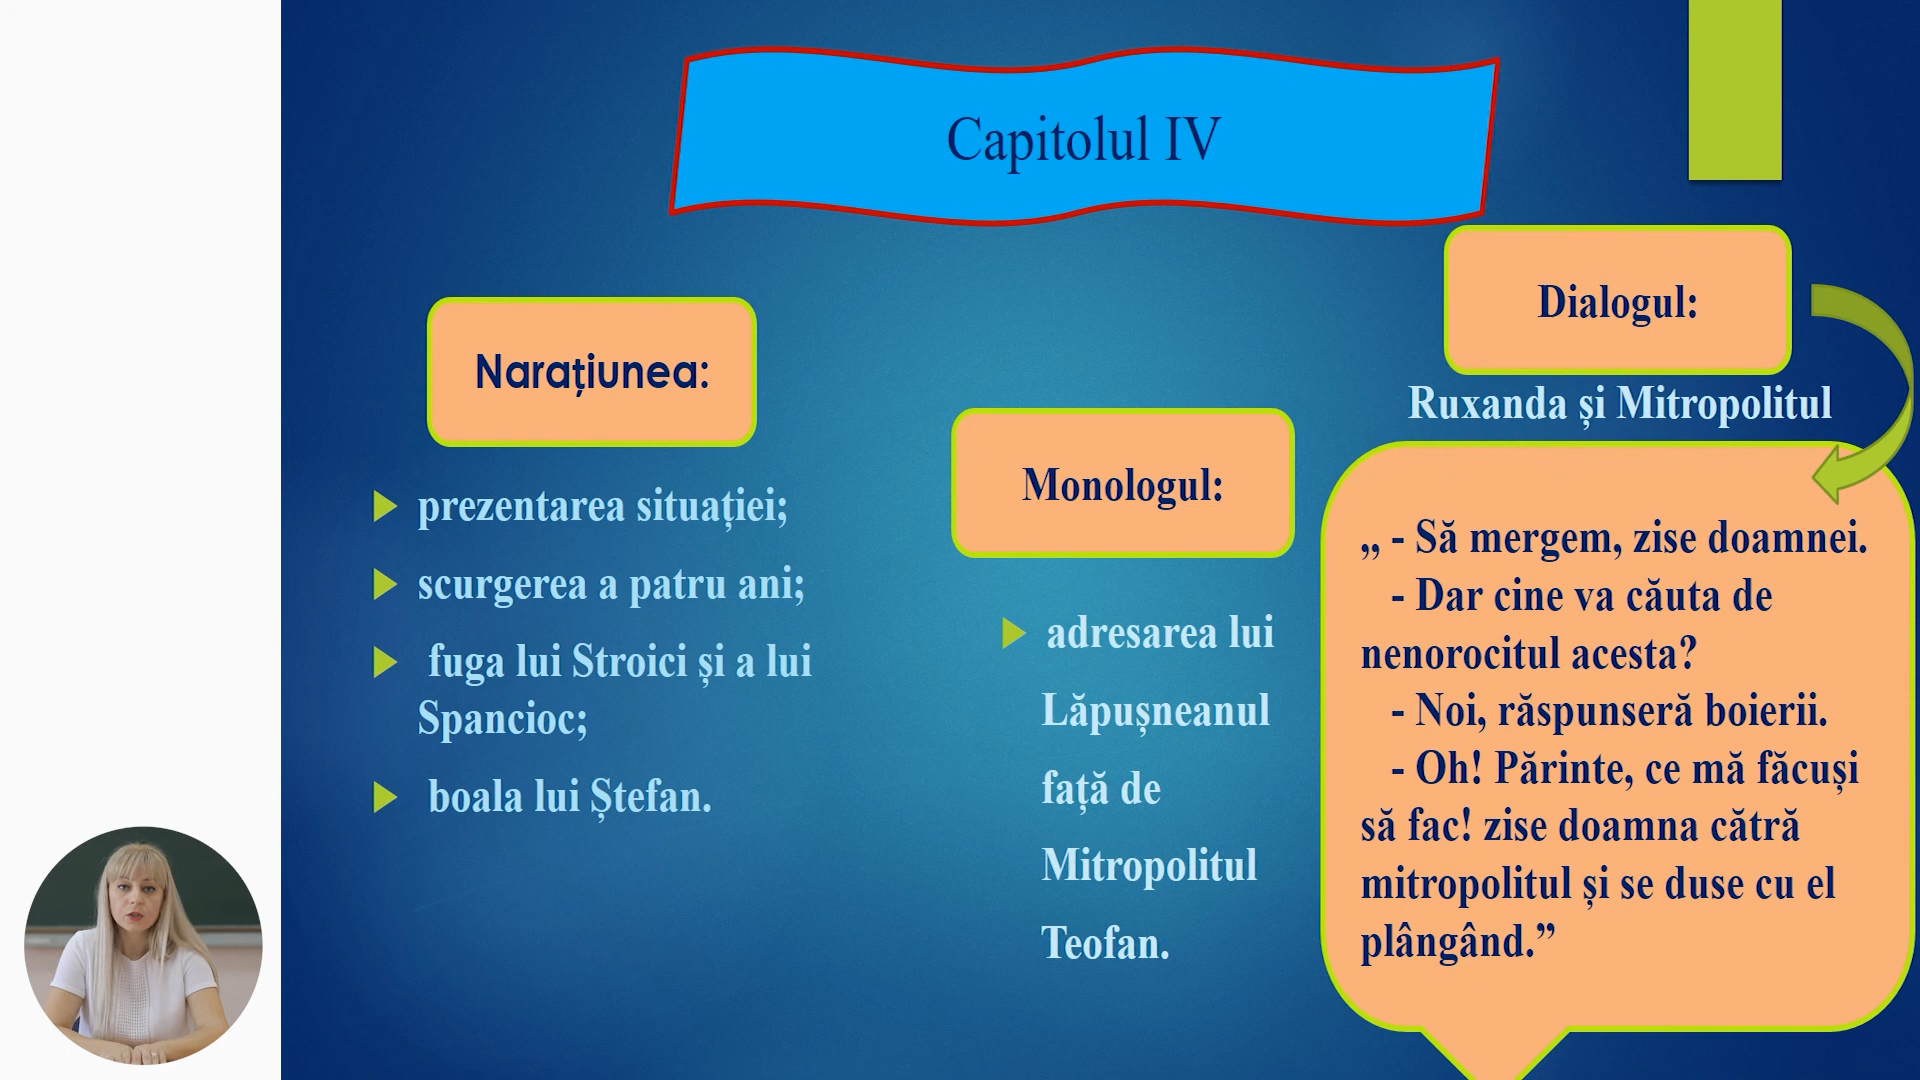 Capitolul IV
Narațiunea:
prezentarea situației;
scurgerea a patru ani;
fuga lui Stroici și a lui
Spancioc;
boala lui Ștefan.
Monologul:
adresarea lui
Lăpușneanul
față de
Mitropolitul
Teofan.
Dialogul:
Ruxanda și Mitropolitul
„ - Să mergem, zise doamnei.
- Dar cine va căuta de
nenorocitul acesta?
- Noi, răspunseră boierii.
- Oh! Părinte, ce mă făcuși
să fac! zise doamna cătră
mitropolitul și se duse cu el
plângând.”